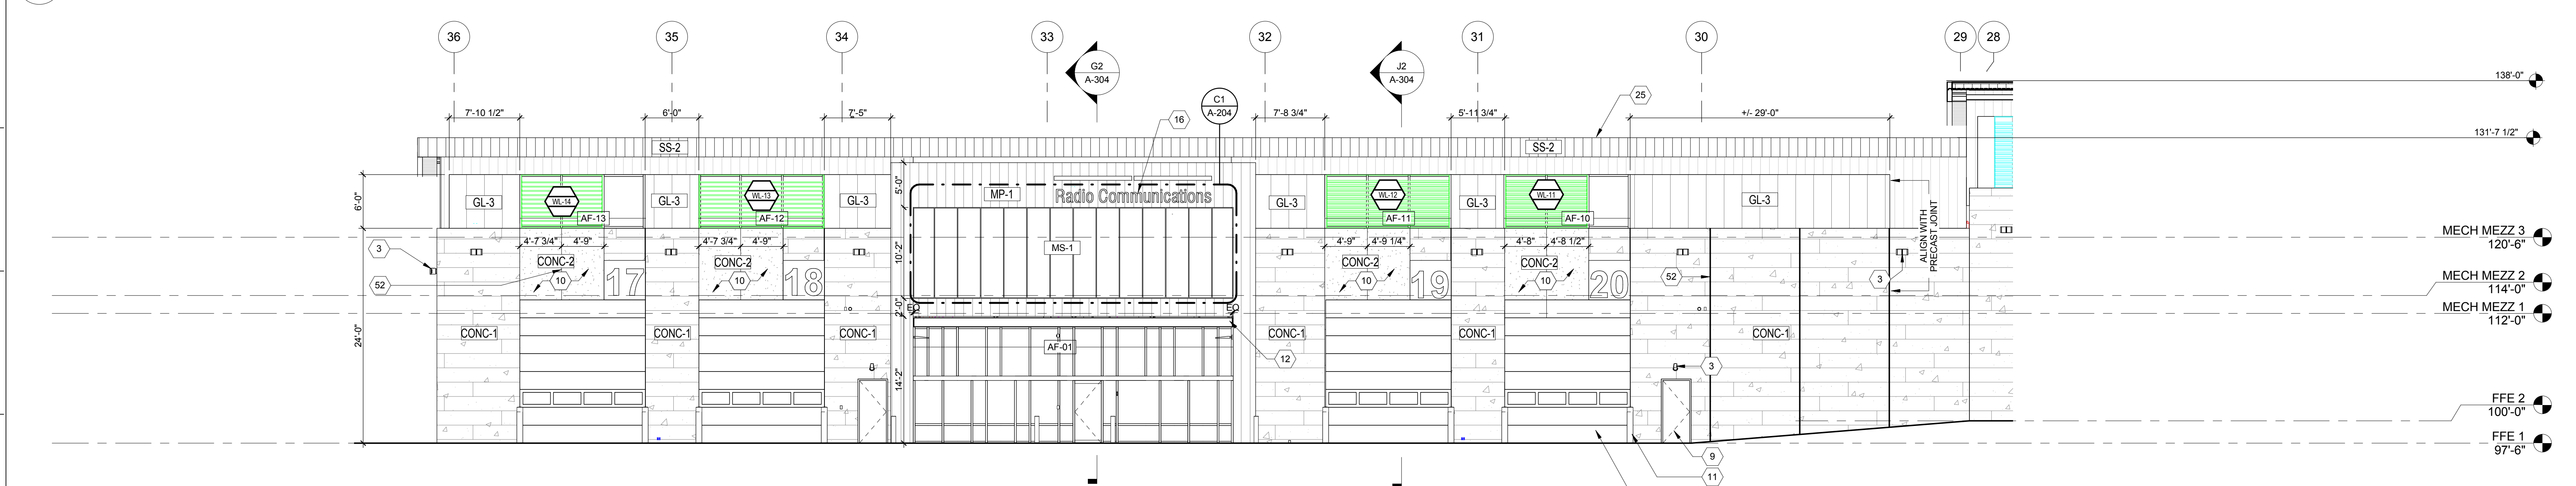 36
35
34
33
32
31
30
29
28
G2
A-304
J2
A-304
C1
A-204
138'-0"
131'-7 1/2"
7'-10 1/2"
6'-0"
7'-5"
16
7'-8 3/4"
5'-11 3/4"
25
+/- 29'-0"
SS-2
SS-2
6'-0"
GL-3
WL-14
AF-13
GL-3
WL-13
AF-12
GL-3
5'-0"
MP-1
Radio Communications
GL-3
WL-12
AF-11
GL-3
WL-11
AF-10
GL-3
ALIGN WITH
PRECAST JOINT
3
52
4'-7 3/4"
4'-9"
CONC-2
10
17
4'-7 3/4"
4'-9"
CONC-2
10
18
10'-2"
MS-1
4'-9"
4'-9 1/4"
CONC-2
10
19
4'-8"
4'-8 1/2"
CONC-2
10
20
52
3
MECH MEZZ 3
120'-6"
MECH MEZZ 2
114'-0"
MECH MEZZ 1
112'-0"
2'-0"
EQ
EQ
24'-0"
CONC-1
CONC-1
CONC-1
AF-01
12
CONC-1
CONC-1
CONC-1
14'-2"
3
9
11
FFE 2
100'-0"
FFE 1
97'-6"